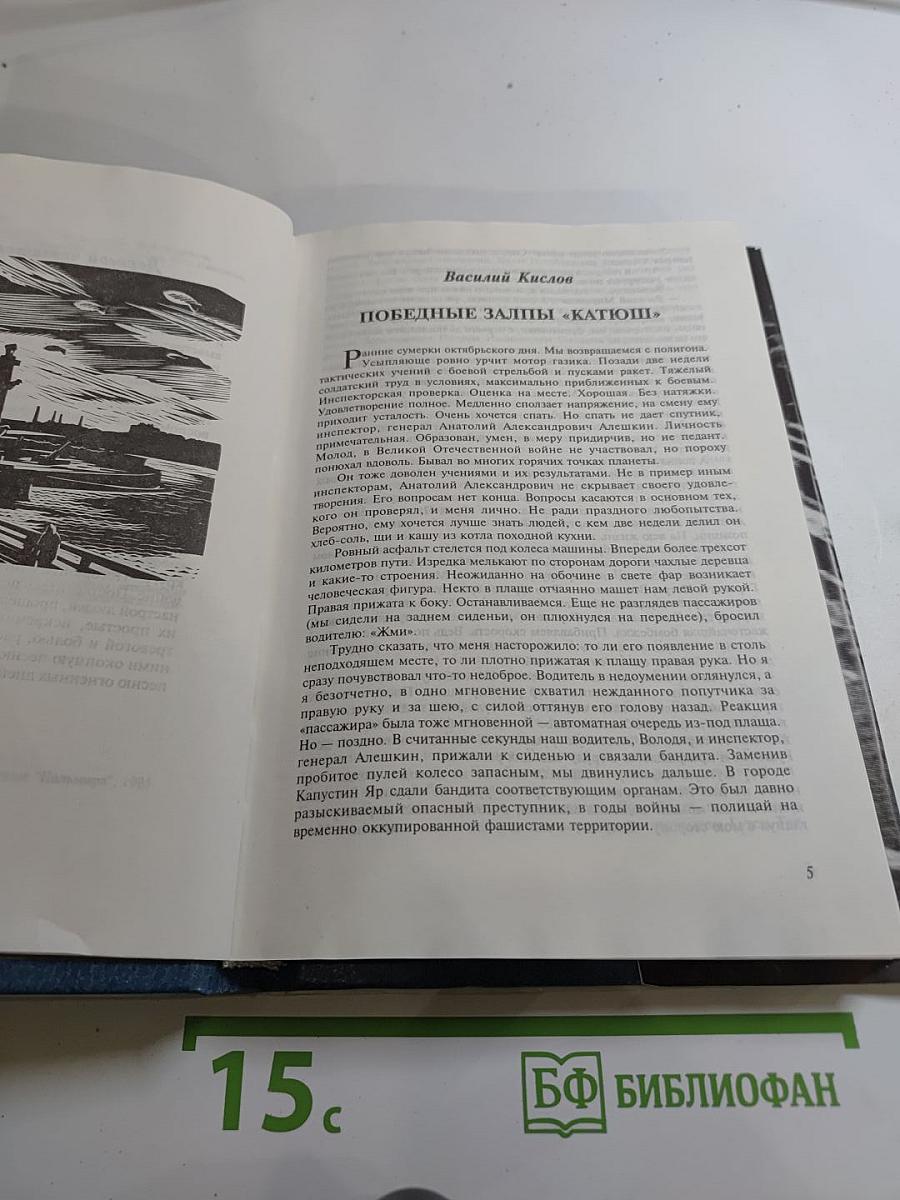 Василий Кислов
ПОБЕДНЫЕ ЗАЛПЫ «КАТЮШ»
Ранние сумерки октябрьского дня. Мы возвращаемся с полигона.
Усыпляюще ровно урчит мотор газика. Позади две недели
тактических учений с боевой стрельбой и пусками ракет. Тяжелый
солдатский труд в условиях, максимально приближенных к боевым.
Инспекторская проверка. Оценка на месте. Хорошая. Без натяжки.
Удовлетворение полное. Медленно сползает напряжение, на смену ему
приходит усталость. Очень хочется спать. Но спать не дает спутник,
инспектор, генерал Анатолий Александрович Алешкин. Личность
примечательная. Образован, умен, в меру придирчив, но не педант.
Молод, в Великой Отечественной войне не участвовал, но пороху
понюхал вдоволь. Бывал во многих горячих точках планеты.
Он тоже доволен учениями и их результатами. Не в пример иным
инспекторам, Анатолий Александрович не скрывает своего удовле-
творения. Его вопросам нет конца. Вопросы касаются в основном тех,
кого он проверял, и меня лично. Не ради праздного любопытства.
Вероятно, ему хочется лучше знать людей, с кем две недели делил он
хлеб-соль, щи и кашу из котла походной кухни.
Ровный асфальт стелется под колеса машины. Впереди более трехсот
километров пути. Изредка мелькают по сторонам дороги чахлые деревца
и какие-то строения. Неожиданно на обочине в свете фар возникает
человеческая фигура. Некто в плаще отчаянно машет нам левой рукой.
Правая прижата к боку. Останавливаемся. Еще не разглядев пассажиров
(мы сидели на заднем сиденьи, он плюхнулся на переднее), бросил
водителю: «Жми».
Трудно сказать, что меня насторожило: то ли его появление в столь
неподходящем месте, то ли плотно прижатая к плащу правая рука. Но я
сразу почувствовал что-то недоброе. Водитель в недоумении оглянулся, а
я безотчетно, в одно мгновение схватил нежданного попутчика за
правую руку и за шею, с силой оттянув его голову назад. Реакция
«пассажира» была тоже мгновенной — автоматная очередь из-под плаща.
Но — поздно. В считанные секунды наш водитель, Володя, и инспектор,
генерал Алешкин, прижали к сиденью и связали бандита. Заменив
пробитое пулей колесо запасным, мы двинулись дальше. В городе
Капустин Яр сдали бандита соответствующим органам. Это был давно
разыскиваемый опасный преступник, в годы войны — полицай на
временно оккупированной фашистами территории.
5
15 с
БФ БИБЛИОФАН